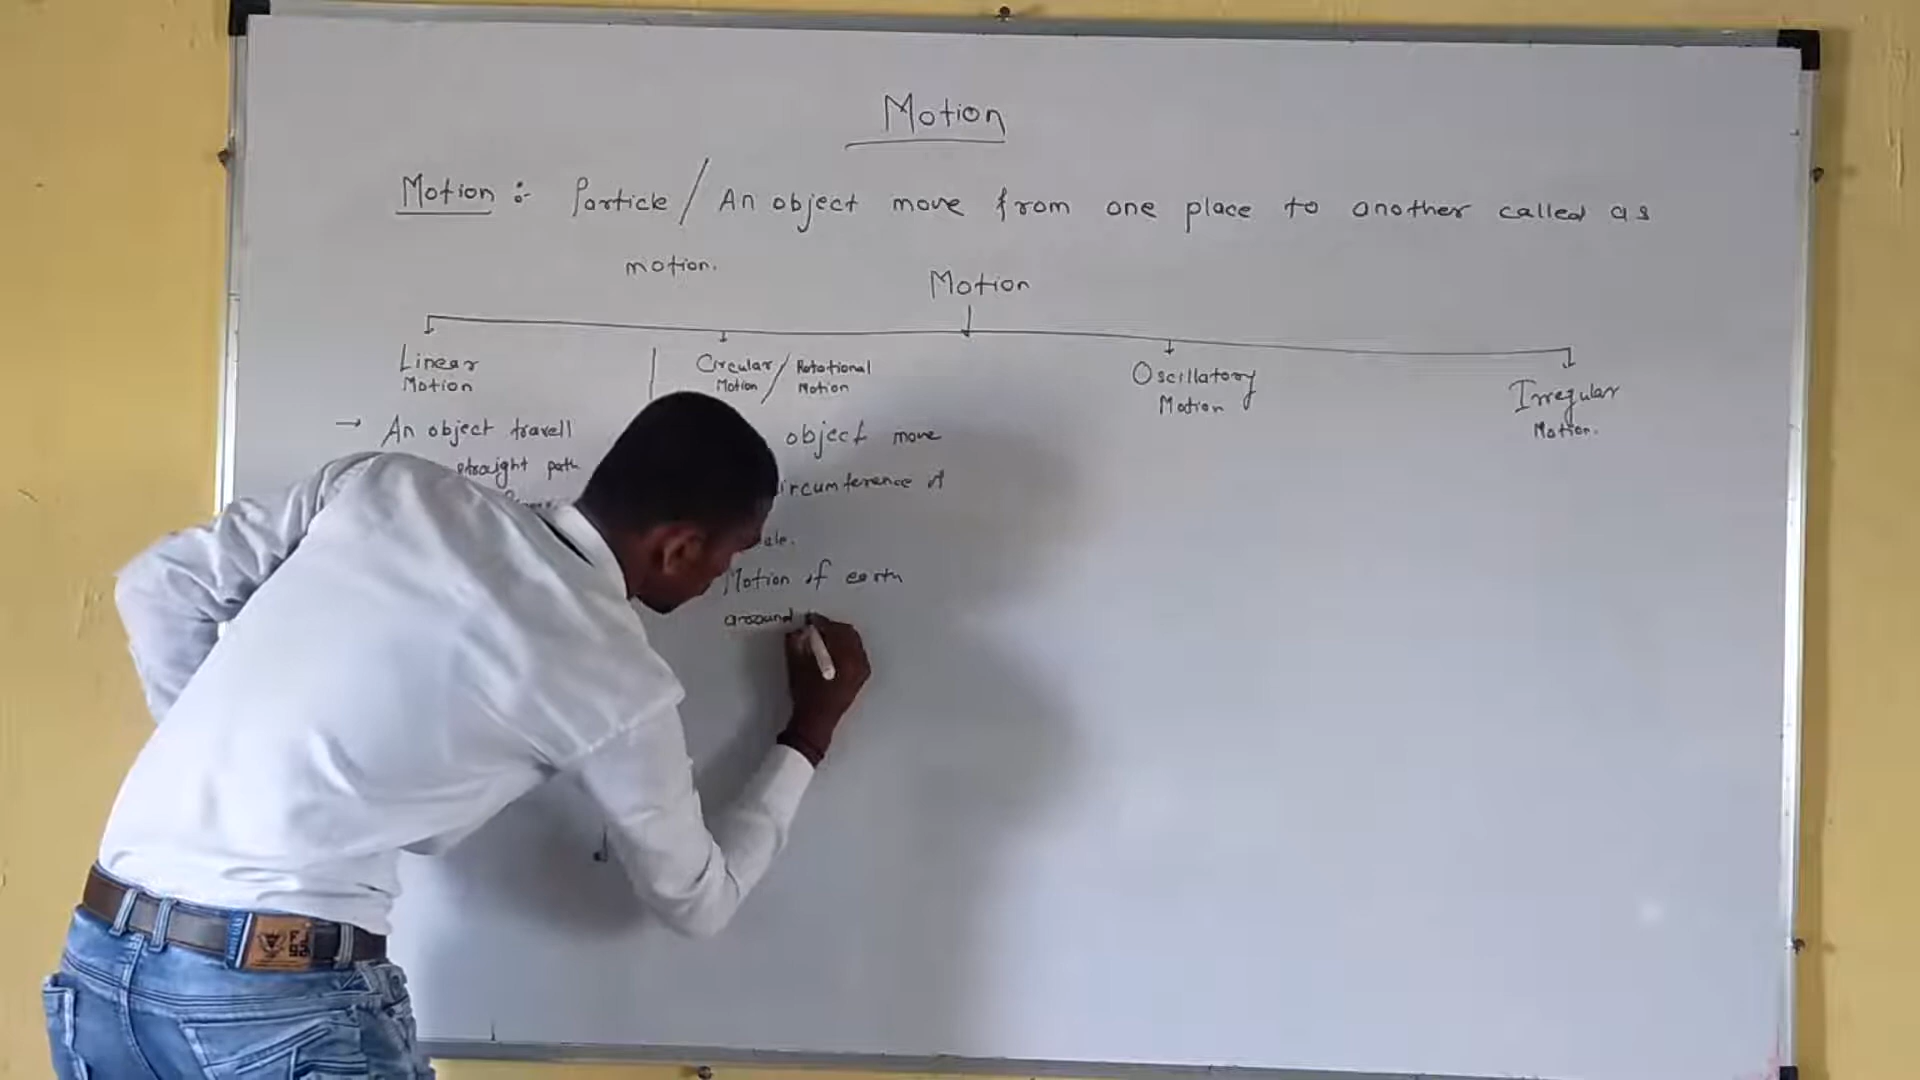 Motion
Motion :- Particle / An object move from one place to another called as
motion.
Motion
Linear
Motion
Circular / Rotational
Motion Motion
Oscillatory
Motion
Irregular
Motion.
→ An object travell
straight path
object move
ircumference of
Motion of earth
around